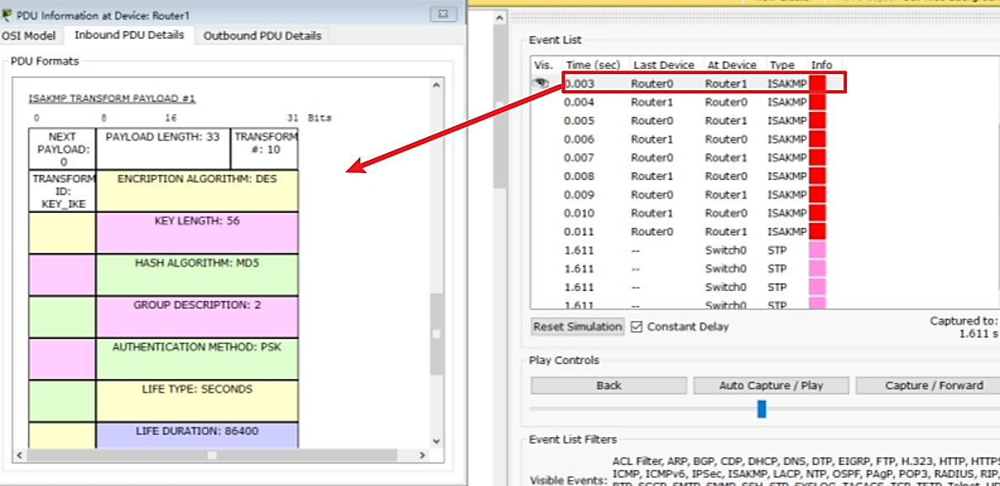 PDU Information at Device: Router1
OSI Model Inbound PDU Details Outbound PDU Details
PDU Formats
ISAKMP TRANSFORM PAYLOAD #1
0 8 16 31 Bits
NEXT PAYLOAD: 0
PAYLOAD LENGTH: 33
TRANSFORM #: 10
TRANSFORM ID: KEY_IKE
ENCRIPTION ALGORITHM: DES
KEY LENGTH: 56
HASH ALGORITHM: MD5
GROUP DESCRIPTION: 2
AUTHENTICATION METHOD: PSK
LIFE TYPE: SECONDS
LIFE DURATION: 86400
Event List
Vis. Time (sec) Last Device At Device Type Info
0.003 Router0 Router1 ISAKMP
0.004 Router1 Router0 ISAKMP
0.005 Router0 Router1 ISAKMP
0.006 Router1 Router0 ISAKMP
0.007 Router0 Router1 ISAKMP
0.008 Router1 Router0 ISAKMP
0.009 Router0 Router1 ISAKMP
0.010 Router1 Router0 ISAKMP
0.011 Router0 Router1 ISAKMP
1.611 -- Switch0 STP
1.611 -- Switch0 STP
1.611 -- Switch0 STP
1.611 -- Switch0 STP
Reset Simulation Constant Delay
Captured to:
1.611 s
Play Controls
Back Auto Capture / Play Capture / Forward
Event List Filters
ACL Filter, ARP, BGP, CDP, DHCP, DNS, DTP, EIGRP, FTP, H.323, HTTP, HTTPS
ICMP, ICMPv6, IPSec, ISAKMP, LACP, NTP, OSPF, PAgP, POP3, RADIUS, RIP,
Visible Events: